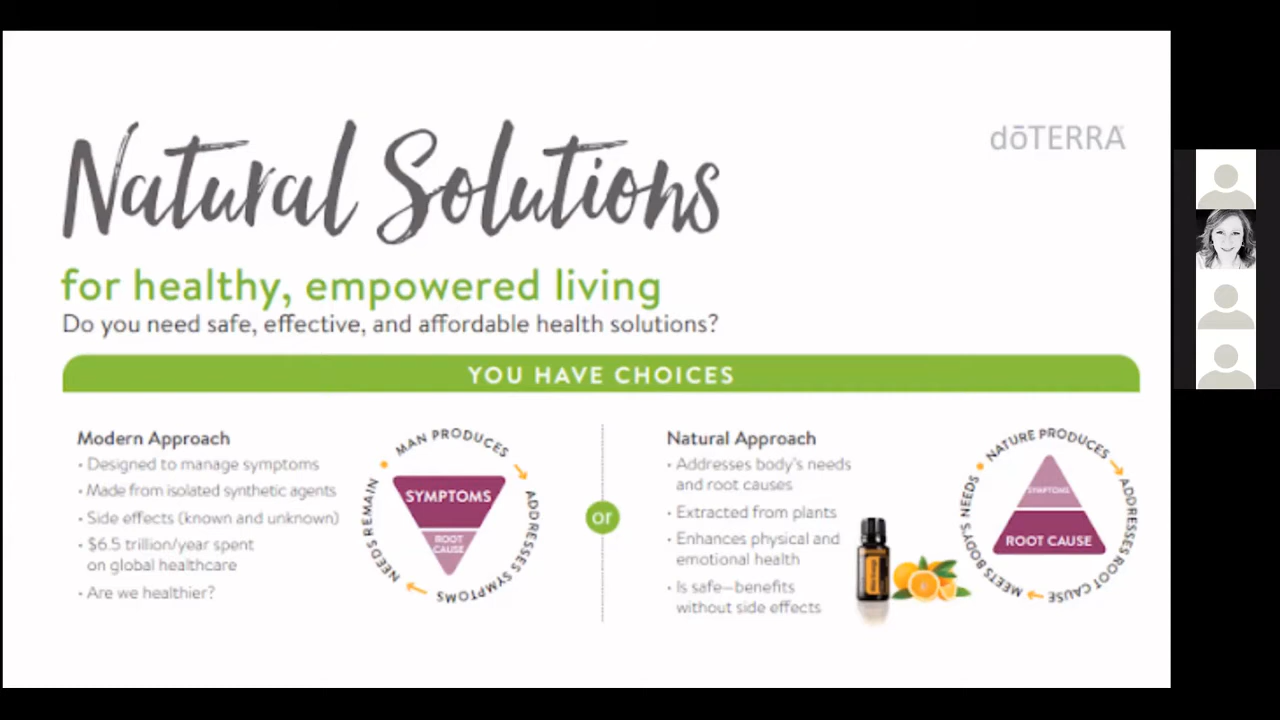 Natural Solutions
dōTERRA
for healthy, empowered living
Do you need safe, effective, and affordable health solutions?
YOU HAVE CHOICES
Modern Approach
· Designed to manage symptoms
· Made from isolated synthetic agents
· Side effects (known and unknown)
· $6.5 trillion/year spent
on global healthcare
· Are we healthier?
MAN PRODUCES
ADDRESSES SYMPTOMS
NEEDS REMAIN
SYMPTOMS
ROOT
CAUSE
or
Natural Approach
· Addresses body's needs
and root causes
· Extracted from plants
· Enhances physical and
emotional health
· Is safe—benefits
without side effects
NATURE PRODUCES
ADDRESSES ROOT CAUSE
MEETS BODY'S NEEDS
SYMPTOMS
ROOT CAUSE